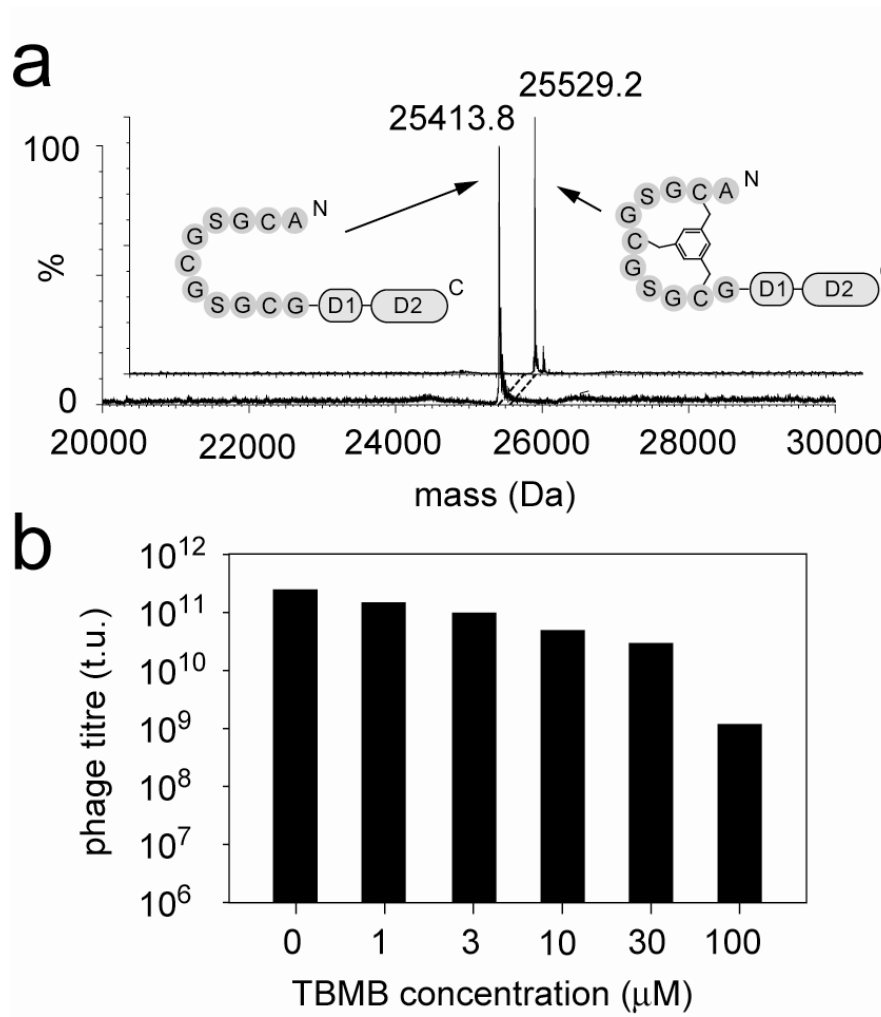 a
25529.2
25413.8
100
%
0
N
A
C
G
S
G
C
G
S
G
C
G
D1
D2
C
N
A
C
G
S
G
C
G
S
G
C
G
D1
D2
20000
22000
24000
26000
28000
30000
mass (Da)
b
phage titre (t.u.)
10¹²
10¹¹
10¹⁰
10⁹
10⁸
10⁷
10⁶
0
1
3
10
30
100
TBMB concentration (μM)